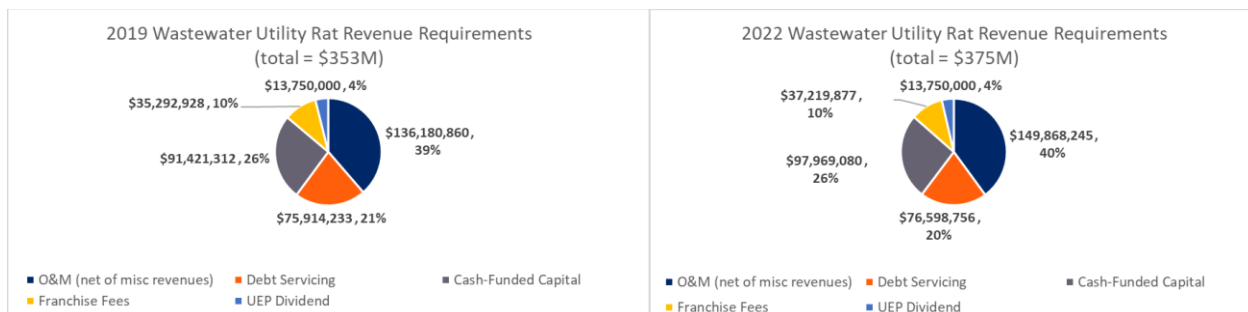 2019 Wastewater Utility Rat Revenue Requirements
(total = $353M)
$13,750,000 , 4%
$35,292,928 , 10%
$136,180,860 ,
39%
$91,421,312 , 26%
$75,914,233 , 21%
O&M (net of misc revenues)
Debt Servicing
Cash-Funded Capital
Franchise Fees
UEP Dividend
2022 Wastewater Utility Rat Revenue Requirements
(total = $375M)
$13,750,000 , 4%
$37,219,877 ,
10%
$149,868,245 ,
40%
$97,969,080 ,
26%
$76,598,756 ,
20%
O&M (net of misc revenues)
Debt Servicing
Cash-Funded Capital
Franchise Fees
UEP Dividend